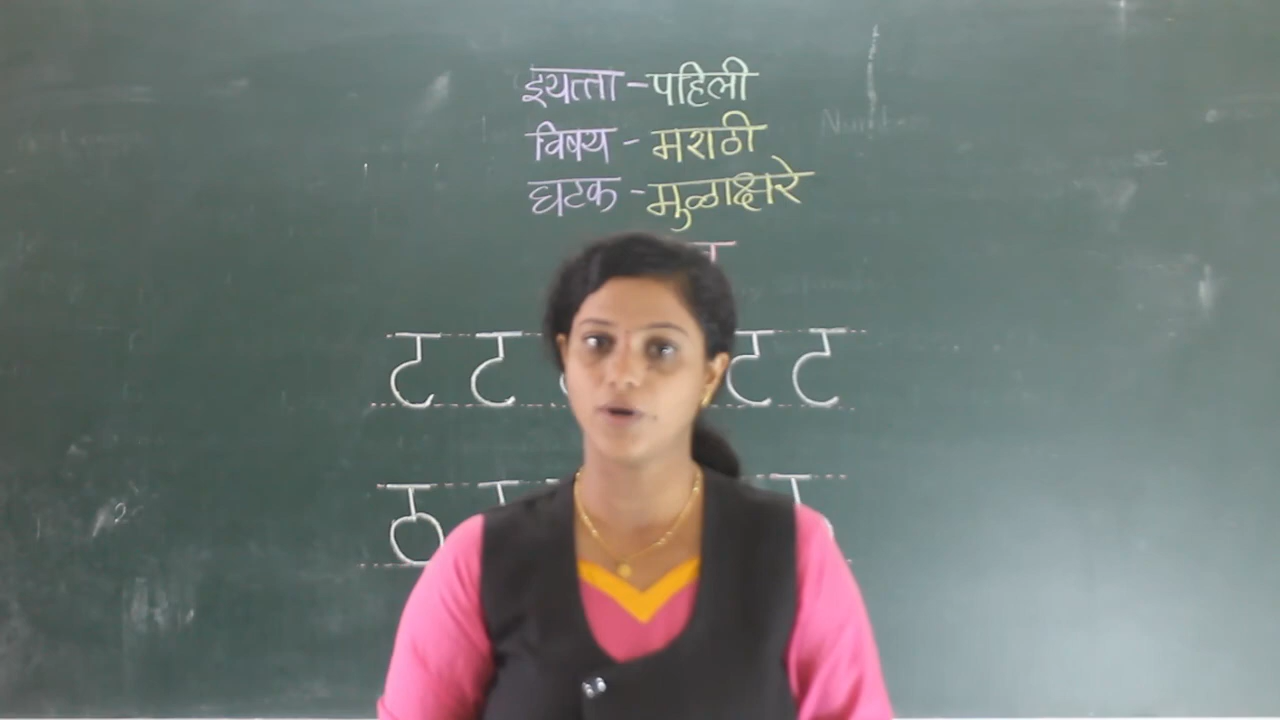 इयत्ता - पहिली
विषय - मराठी
घटक - मुळाक्षरे
ट ट ट ट
ठ